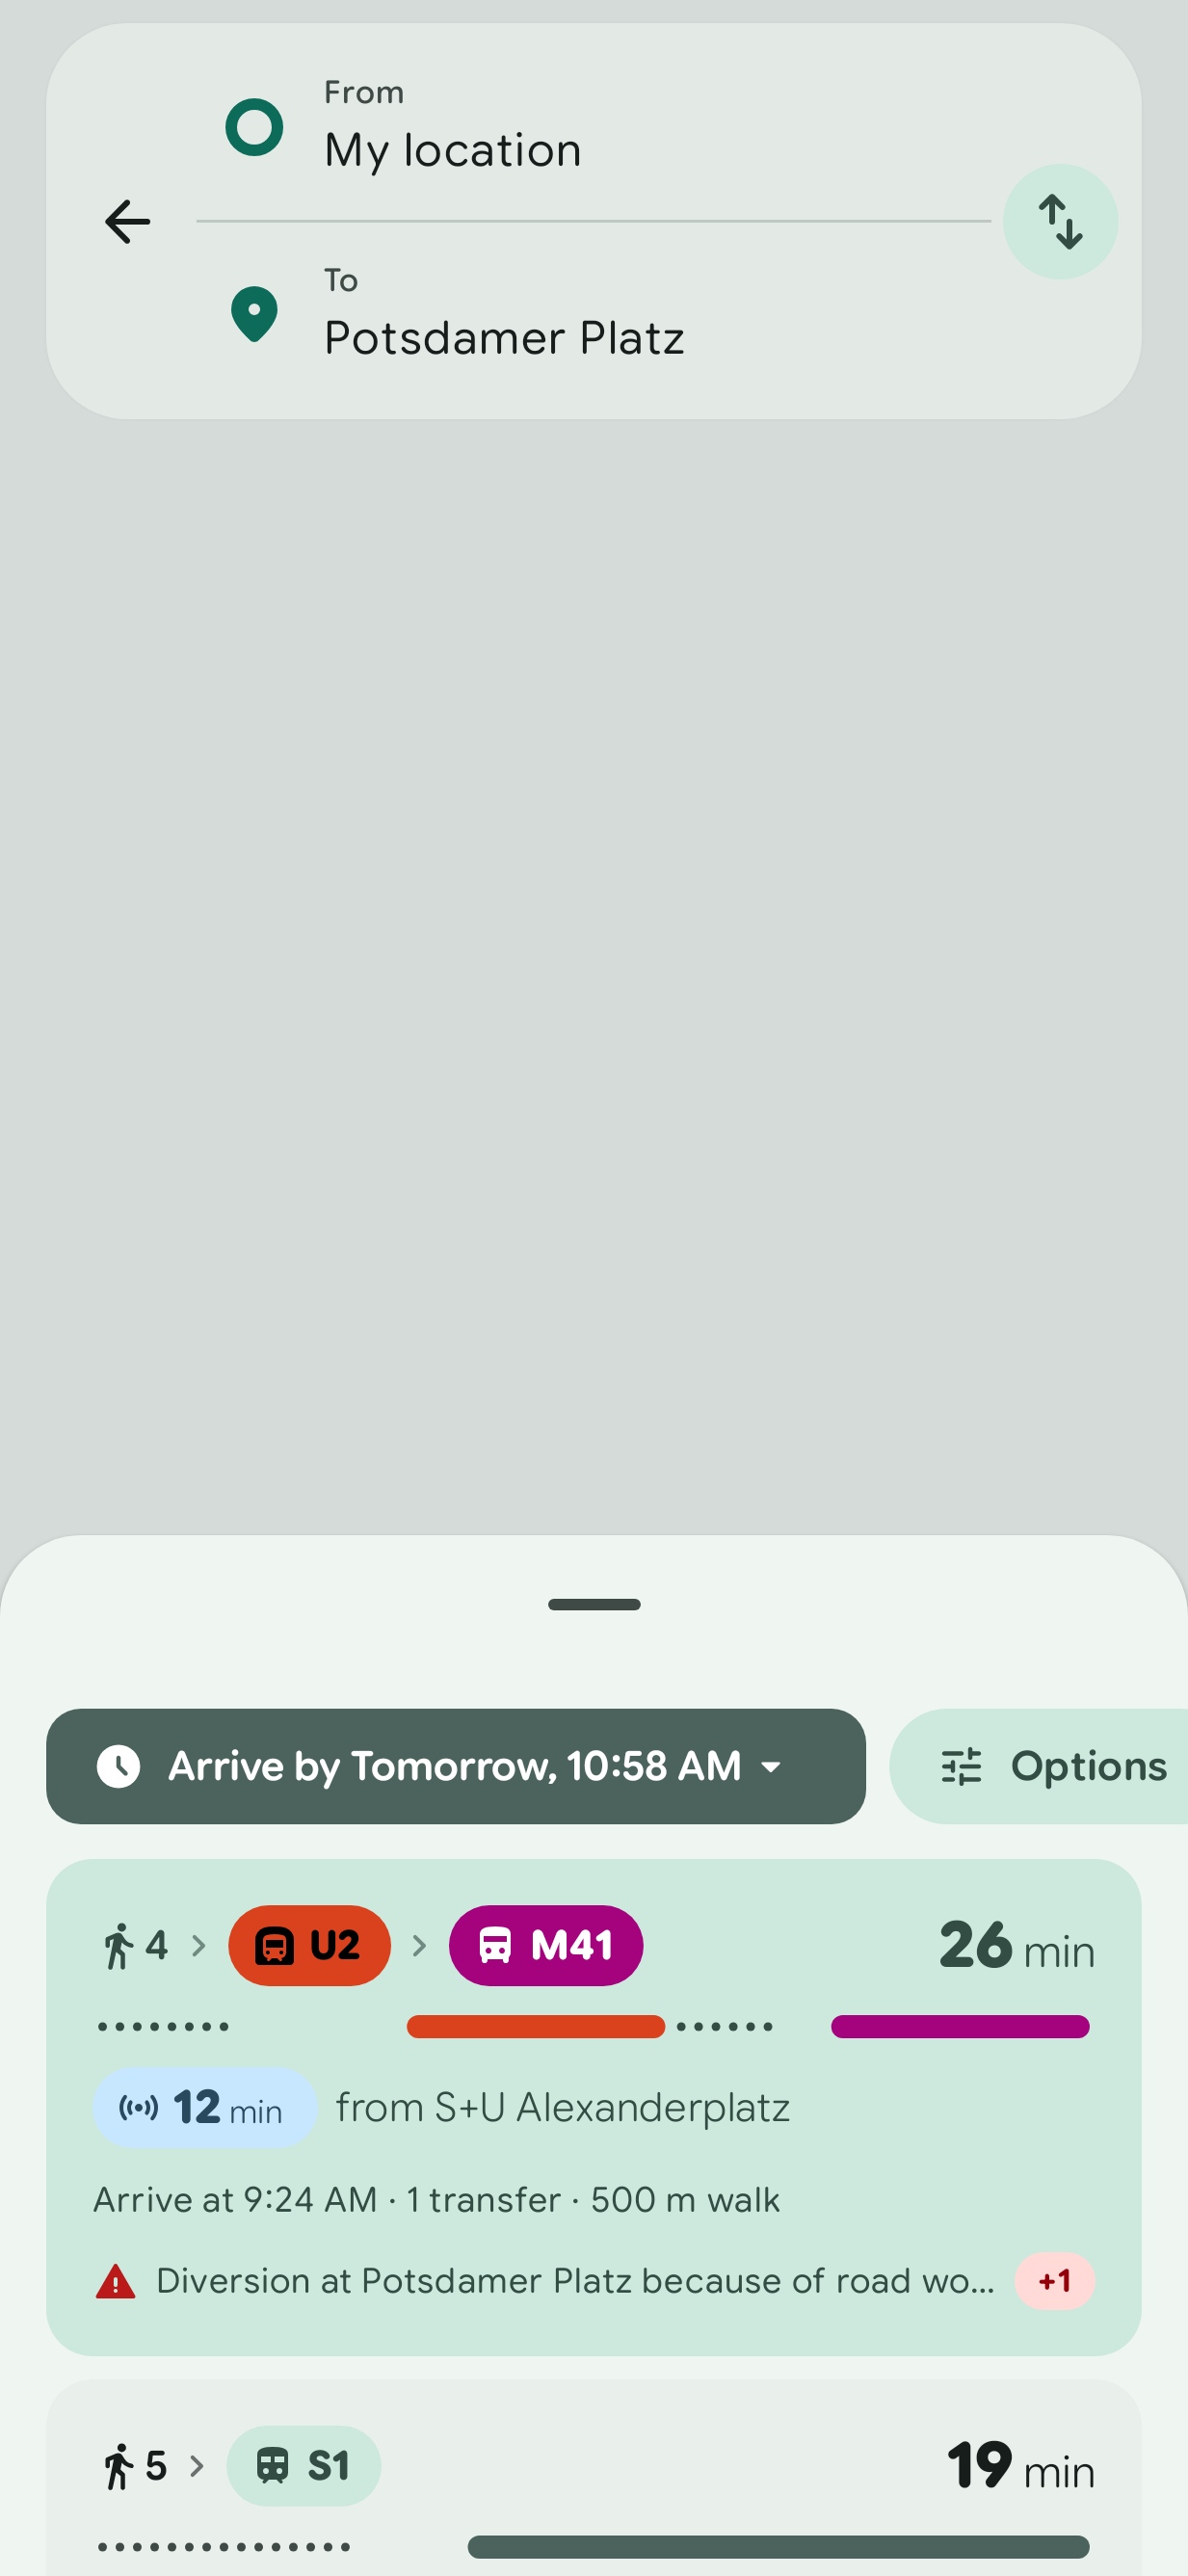 From
My location
To
Potsdamer Platz
Arrive by Tomorrow, 10:58 AM
Options
4 U2 M41 26 min
12 min from S+U Alexanderplatz
Arrive at 9:24 AM · 1 transfer · 500 m walk
Diversion at Potsdamer Platz because of road wo... +1
5 S1 19 min